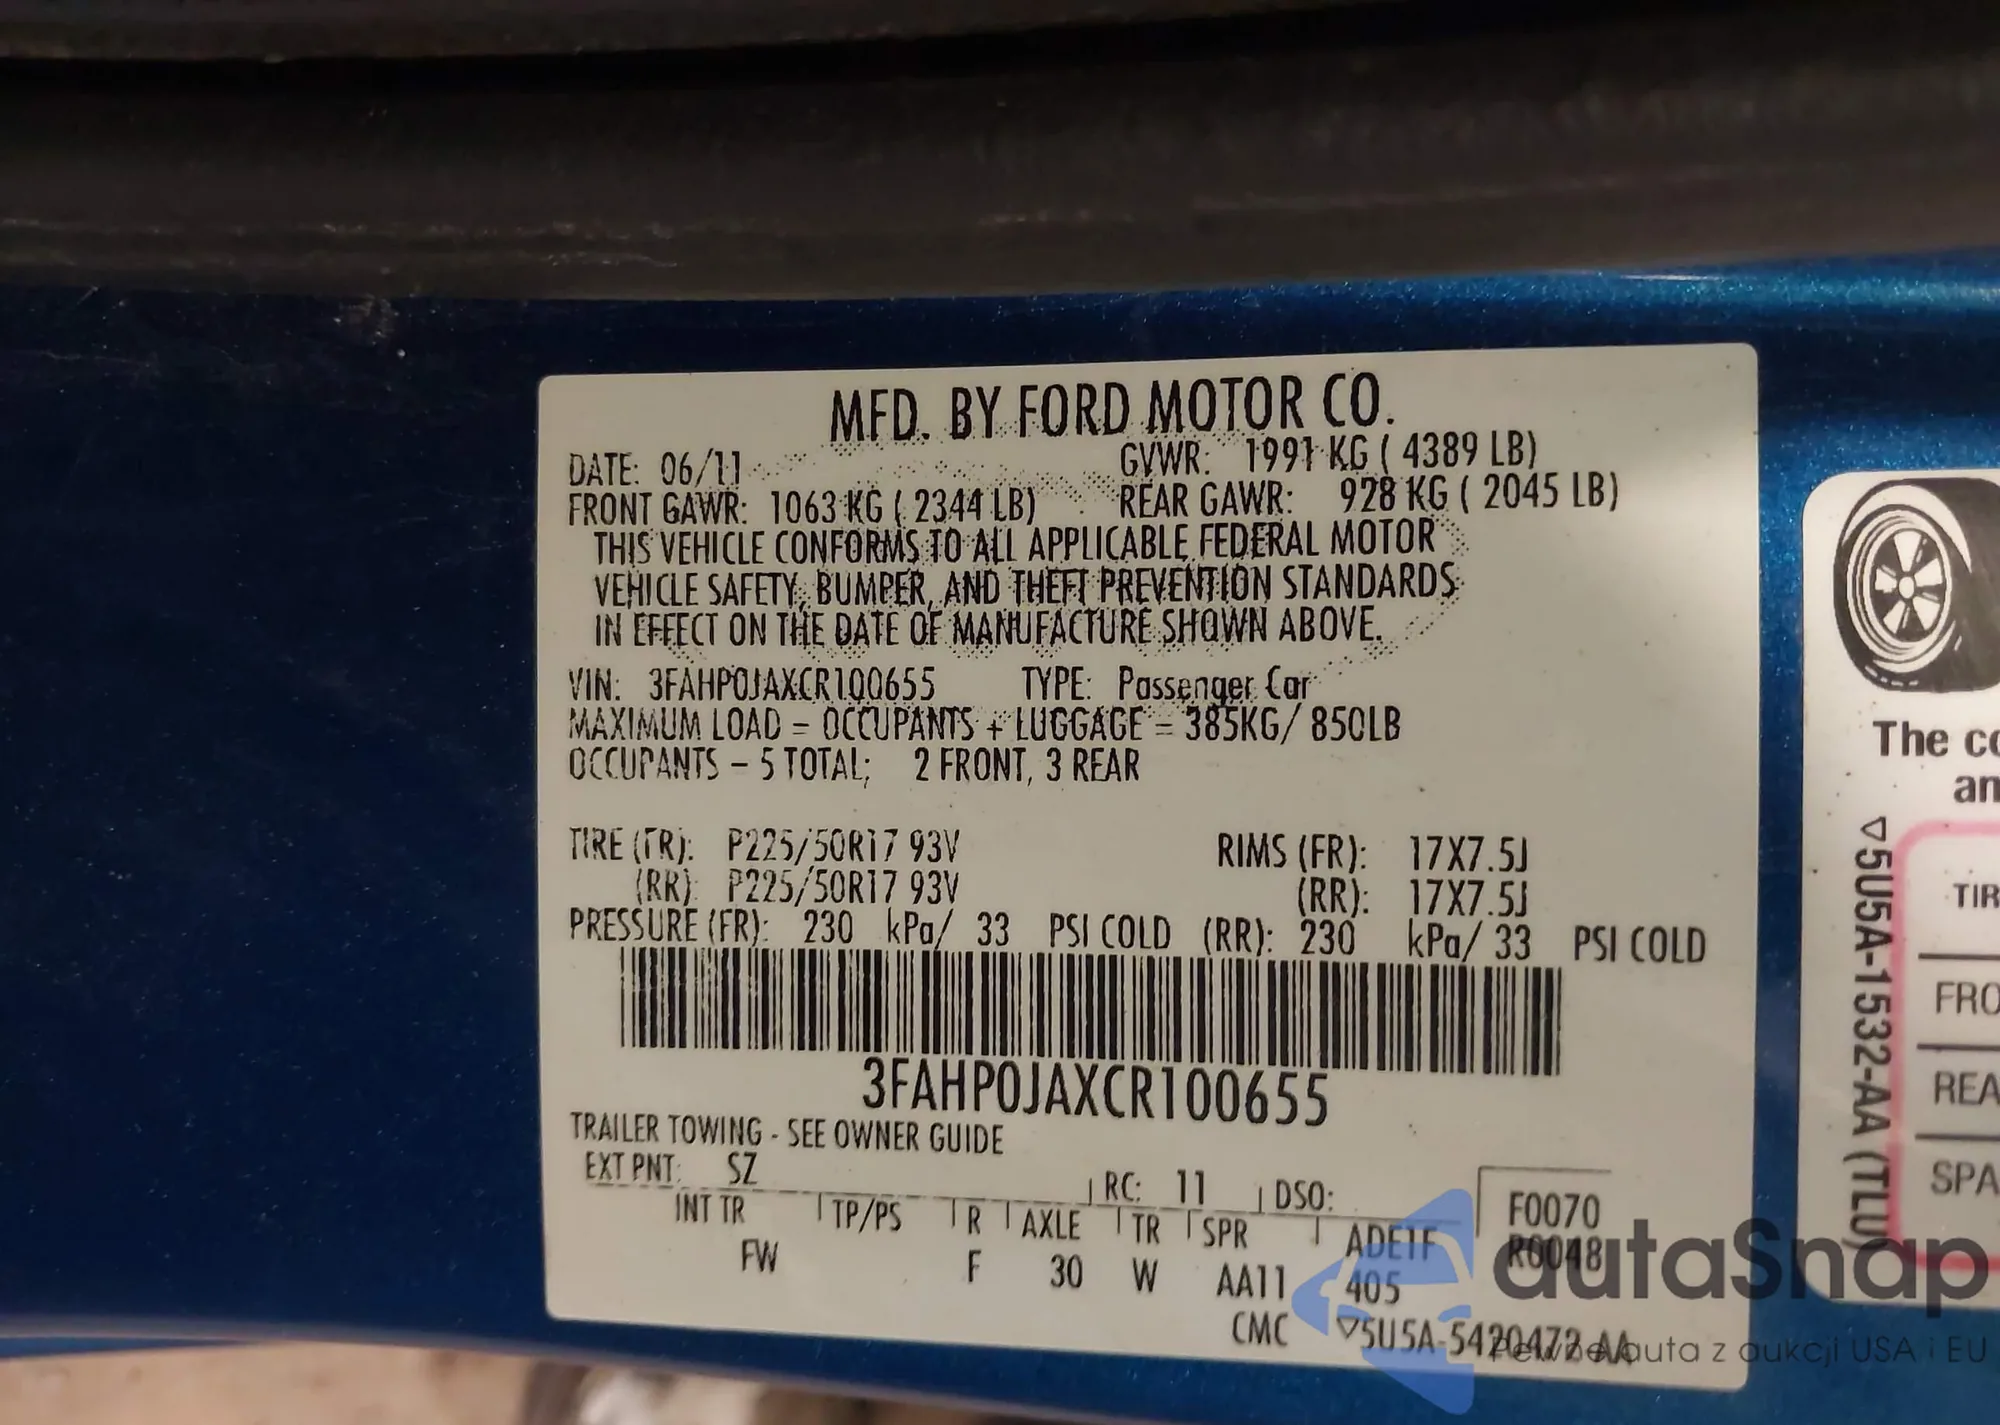 MFD. BY FORD MOTOR CO.
DATE: 06/11 GVWR: 1991 KG ( 4389 LB)
FRONT GAWR: 1063 KG ( 2344 LB) REAR GAWR: 928 KG ( 2045 LB)
THIS VEHICLE CONFORMS TO ALL APPLICABLE FEDERAL MOTOR
VEHICLE SAFETY, BUMPER, AND THEFT PREVENTION STANDARDS
IN EFFECT ON THE DATE OF MANUFACTURE SHOWN ABOVE.
VIN: 3FAHP0JAXCR100655 TYPE: Passenger Car
MAXIMUM LOAD = OCCUPANTS + LUGGAGE = 385KG/ 850LB
OCCUPANTS - 5 TOTAL; 2 FRONT, 3 REAR
TIRE (FR): P225/50R17 93V RIMS (FR): 17X7.5J
(RR): P225/50R17 93V (RR): 17X7.5J
PRESSURE (FR): 230 kPa/ 33 PSI COLD (RR): 230 kPa/ 33 PSI COLD
3FAHP0JAXCR100655
TRAILER TOWING - SEE OWNER GUIDE
EXT PNT: SZ RC: 11 DSO: F0070
INT TR TP/PS R AXLE TR SPR ADE1F R0048
FW F 30 W AA11 405
CMC ▽5U5A-5420472-AA
The co
an
▽5U5A-1532-AA (TLU)
TIR
FRO
REA
SPA
autaSnap
Pewne auta z aukcji USA i EU